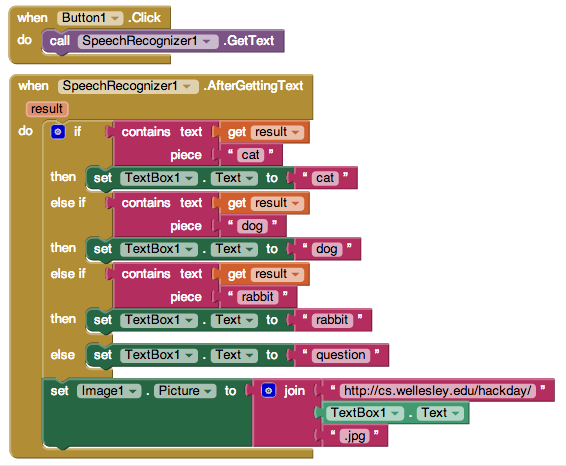 when Button1 .Click
do call SpeechRecognizer1 .GetText
when SpeechRecognizer1 .AfterGettingText
result
do if contains text get result
piece " cat "
then set TextBox1 . Text to " cat "
else if contains text get result
piece " dog "
then set TextBox1 . Text to " dog "
else if contains text get result
piece " rabbit "
then set TextBox1 . Text to " rabbit "
else set TextBox1 . Text to " question "
set Image1 . Picture to join " http://cs.wellesley.edu/hackday/ "
TextBox1 . Text
" .jpg "